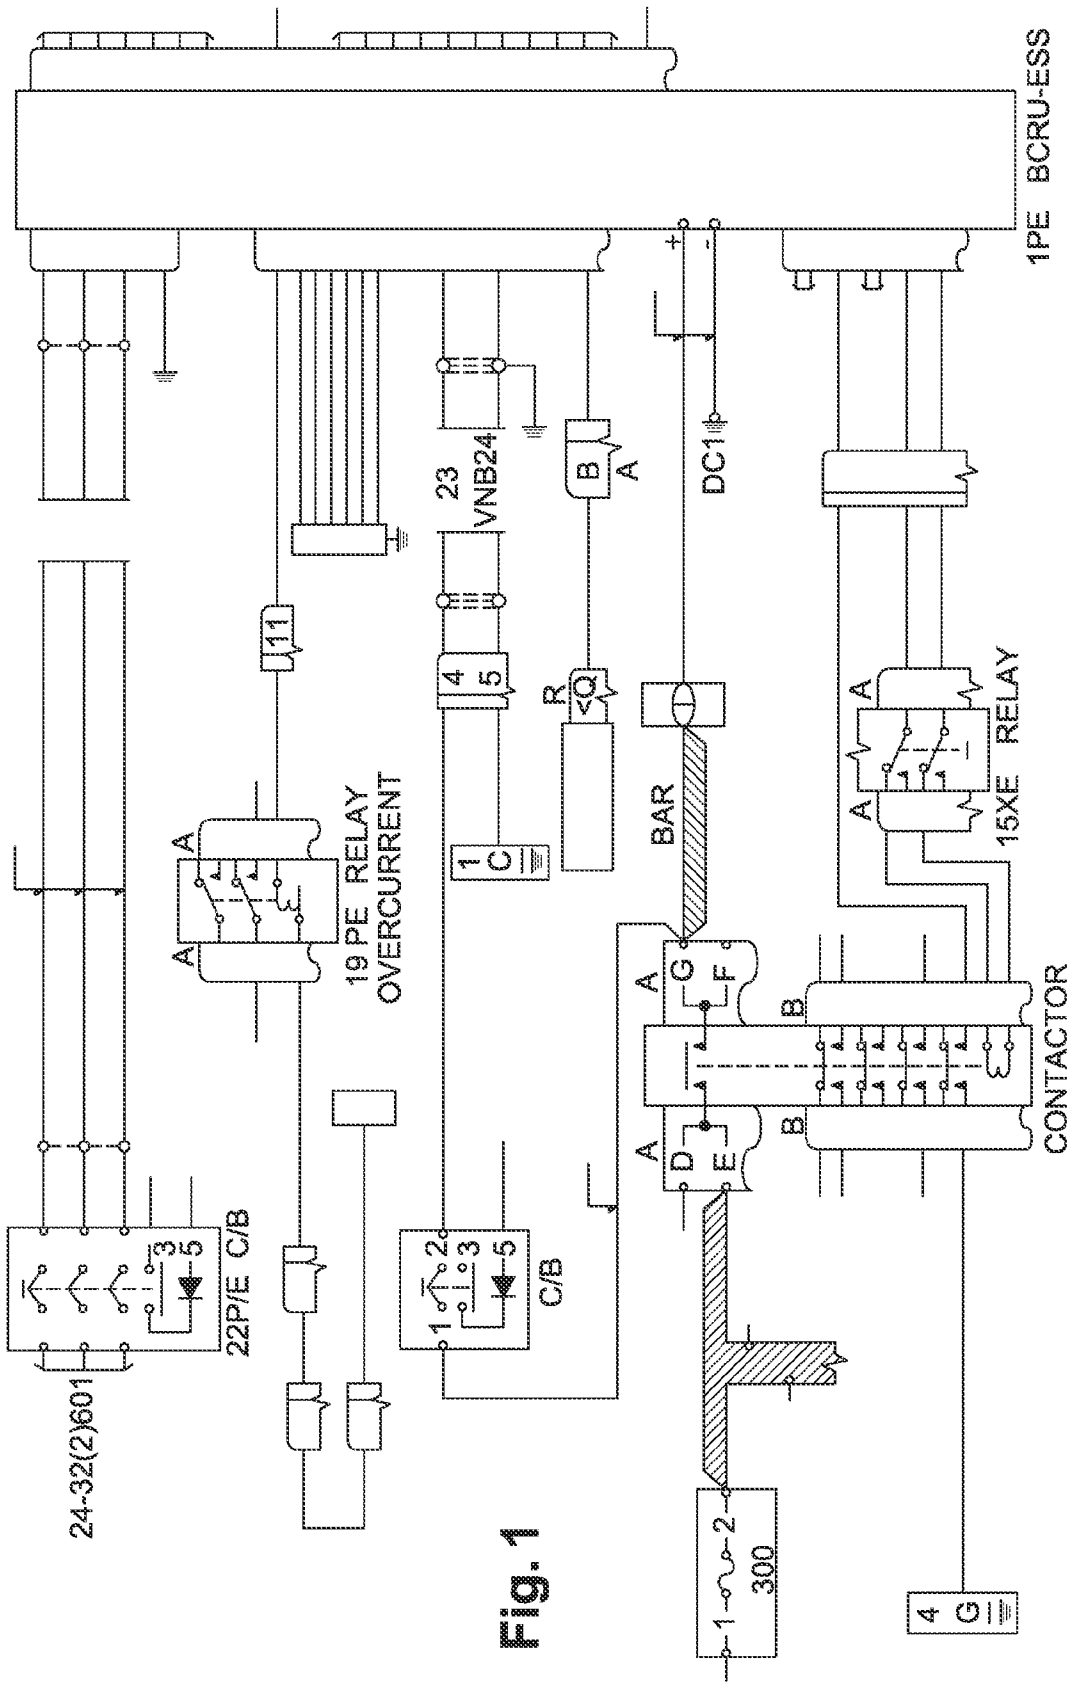 24-32(2)601
22P/E C/B
3
5
19 PE RELAY
OVERCURRENT
A
A
11
23
VNB24
4
5
1
C
C/B
1
2
3
5
R
<Q
B
A
BAR
+
-
DC1
A
G
F
A
D
E
B
B
CONTACTOR
A
A
15XE RELAY
1PE BCRU-ESS
1
2
300
4
G
Fig. 1